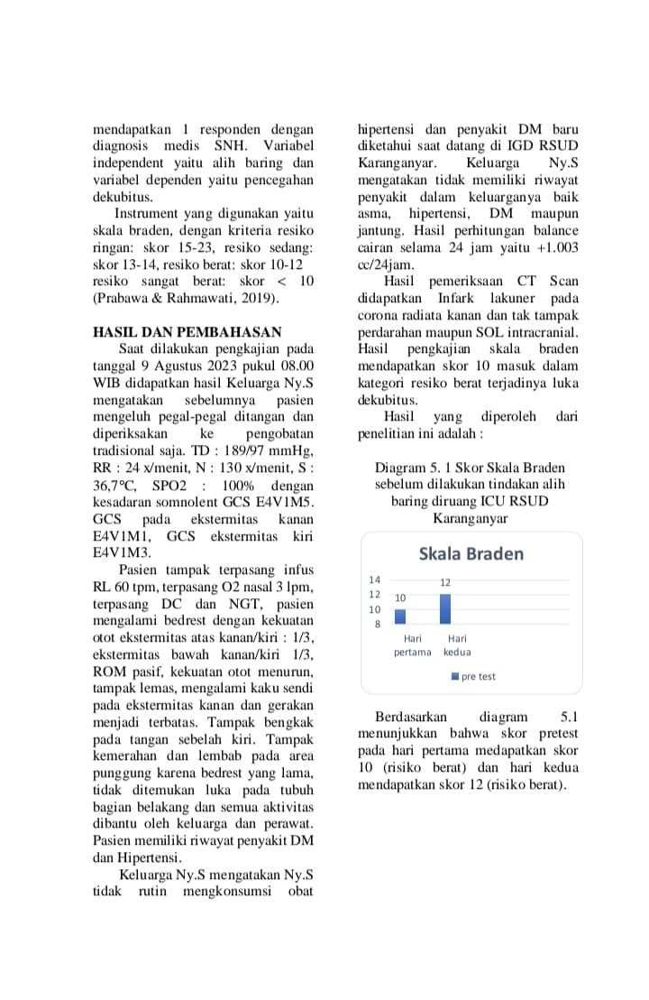 mendapatkan 1 responden dengan
diagnosis medis SNH. Variabel
independent yaitu alih baring dan
variabel dependen yaitu pencegahan
dekubitus.
Instrument yang digunakan yaitu
skala braden, dengan kriteria resiko
ringan: skor 15-23, resiko sedang:
skor 13-14, resiko berat: skor 10-12
resiko sangat berat: skor < 10
(Prabawa & Rahmawati, 2019).
HASIL DAN PEMBAHASAN
Saat dilakukan pengkajian pada
tanggal 9 Agustus 2023 pukul 08.00
WIB didapatkan hasil Keluarga Ny.S
mengatakan sebelumnya pasien
mengeluh pegal-pegal ditangan dan
diperiksakan ke pengobatan
tradisional saja. TD : 189/97 mmHg,
RR : 24 x/menit, N : 130 x/menit, S :
36,7°C, SPO2 : 100% dengan
kesadaran somnolent GCS E4V1M5.
GCS pada ekstermitas kanan
E4V1M1, GCS ekstermitas kiri
E4V1M3.
Pasien tampak terpasang infus
RL 60 tpm, terpasang O2 nasal 3 lpm,
terpasang DC dan NGT, pasien
mengalami bedrest dengan kekuatan
otot ekstermitas atas kanan/kiri : 1/3,
ekstermitas bawah kanan/kiri 1/3,
ROM pasif, kekuatan otot menurun,
tampak lemas, mengalami kaku sendi
pada ekstermitas kanan dan gerakan
menjadi terbatas. Tampak bengkak
pada tangan sebelah kiri. Tampak
kemerahan dan lembab pada area
punggung karena bedrest yang lama,
tidak ditemukan luka pada tubuh
bagian belakang dan semua aktivitas
dibantu oleh keluarga dan perawat.
Pasien memiliki riwayat penyakit DM
dan Hipertensi.
Keluarga Ny.S mengatakan Ny.S
tidak rutin mengkonsumsi obat
hipertensi dan penyakit DM baru
diketahui saat datang di IGD RSUD
Karanganyar. Keluarga Ny.S
mengatakan tidak memiliki riwayat
penyakit dalam keluarganya baik
asma, hipertensi, DM maupun
jantung. Hasil perhitungan balance
cairan selama 24 jam yaitu +1.003
cc/24jam.
Hasil pemeriksaan CT Scan
didapatkan Infark lakuner pada
corona radiata kanan dan tak tampak
perdarahan maupun SOL intracranial.
Hasil pengkajian skala braden
mendapatkan skor 10 masuk dalam
kategori resiko berat terjadinya luka
dekubitus.
Hasil yang diperoleh dari
penelitian ini adalah :
Diagram 5. 1 Skor Skala Braden
sebelum dilakukan tindakan alih
baring diruang ICU RSUD
Karanganyar
Skala Braden
14
12
10
8
10
12
Hari pertama
Hari kedua
pre test
Berdasarkan diagram 5.1
menunjukkan bahwa skor pretest
pada hari pertama medapatkan skor
10 (risiko berat) dan hari kedua
mendapatkan skor 12 (risiko berat).